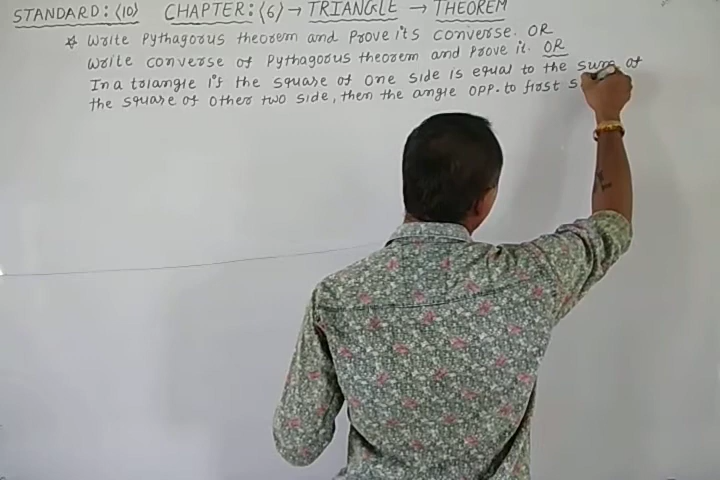 STANDARD: <10> CHAPTER: <6> → TRIANGLE → THEOREM
☆ Write Pythagorus theorem and Prove it's converse. OR
Write converse of Pythagorus theorem and Prove it. OR
In a triangle if the square of one side is equal to the sum of
the square of other two side, then the angle opp. to first s